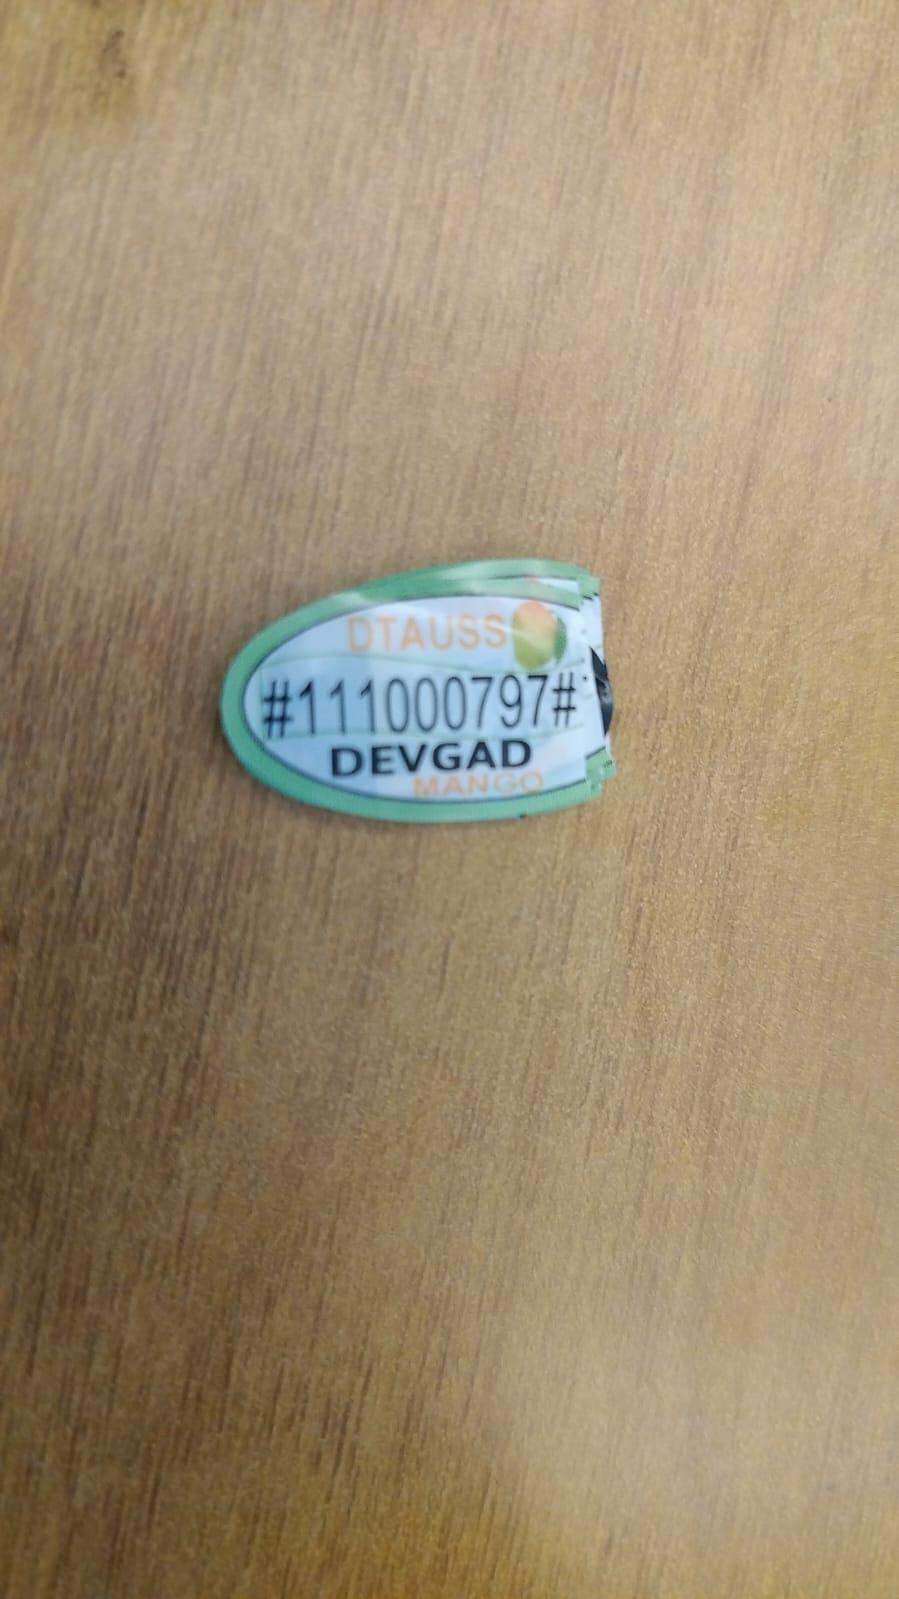 DTAUSS
#111000797#
DEVGAD
MANGO